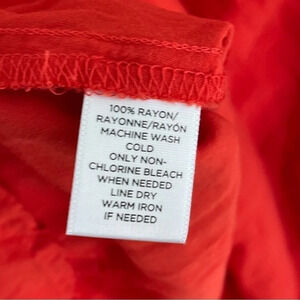 100% RAYON/
RAYONNE/RAYÓN
MACHINE WASH
COLD
ONLY NON-
CHLORINE BLEACH
WHEN NEEDED
LINE DRY
WARM IRON
IF NEEDED